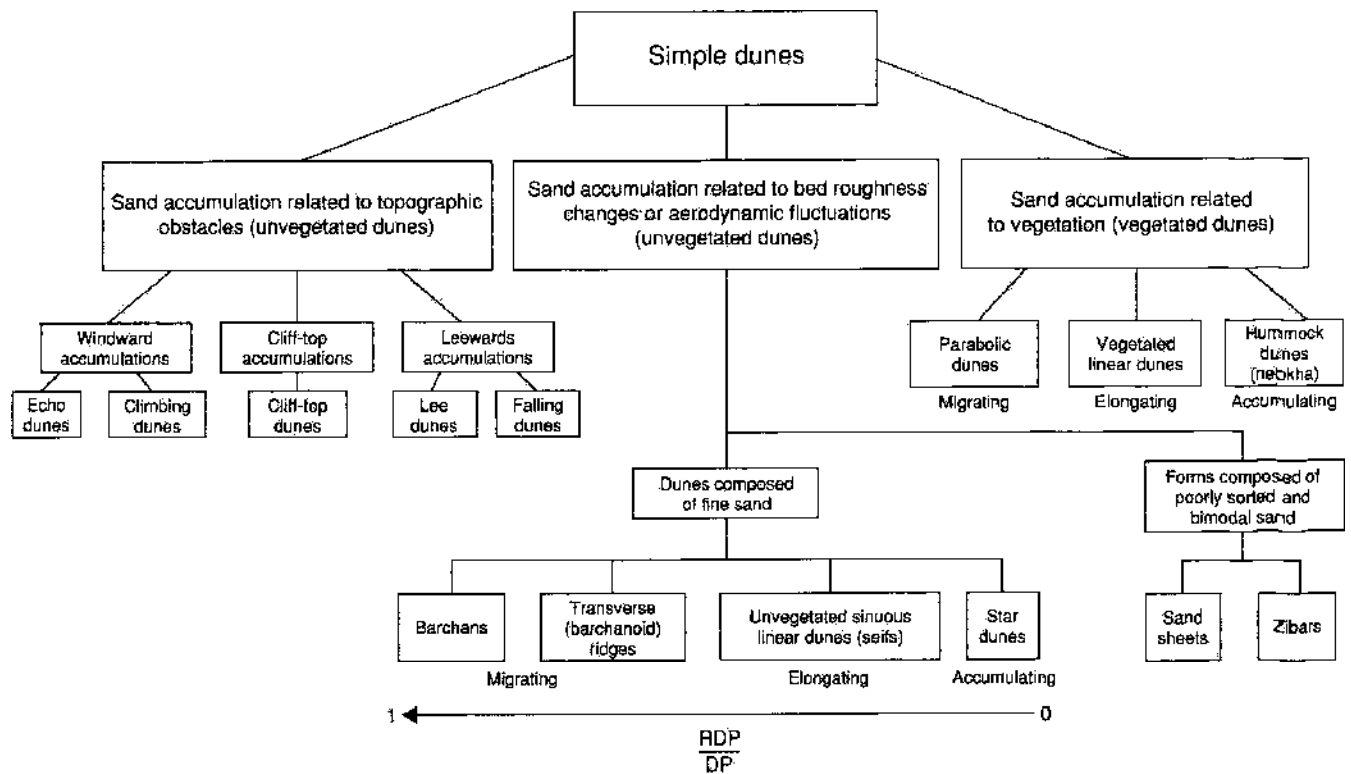 Simple dunes
Sand accumulation related to topographic
obstacles (unvegetated dunes)
Sand accumulation related to bed roughness
changes or aerodynamic fluctuations
(unvegetated dunes)
Sand accumulation related
to vegetation (vegetated dunes)
Windward
accumulations
Cliff-top
accumulations
Leewards
accumulations
Parabolic
dunes
Vegetated
linear dunes
Hummock
dunes
(nebkha)
Migrating
Elongating
Accumulating
Echo
dunes
Climbing
dunes
Cliff-top
dunes
Lee
dunes
Falling
dunes
Dunes composed
of fine sand
Forms composed of
poorly sorted and
bimodal sand
Barchans
Transverse
(barchanoid)
ridges
Unvegetated sinuous
linear dunes (seifs)
Star
dunes
Sand
sheets
Zibars
Migrating
Elongating
Accumulating
1
0
RDP
DP